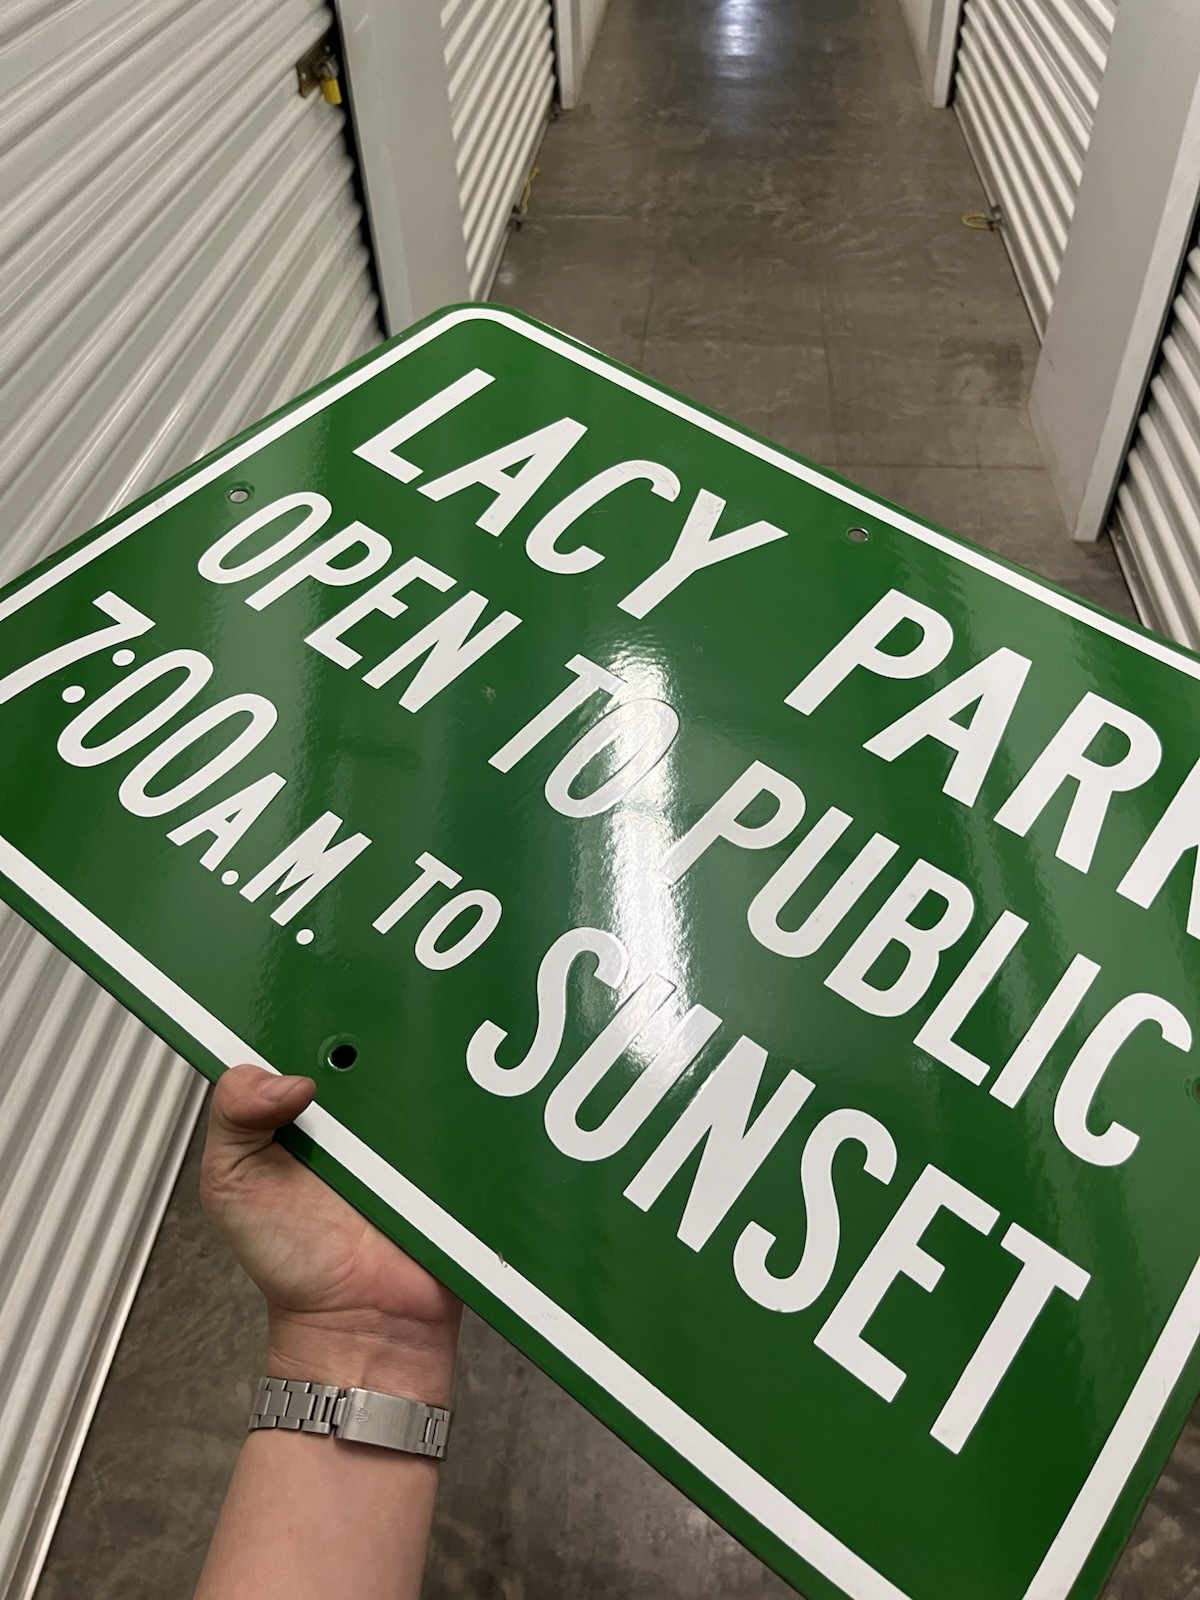 LACY PARK
OPEN TO PUBLIC
7:00A.M. TO SUNSET